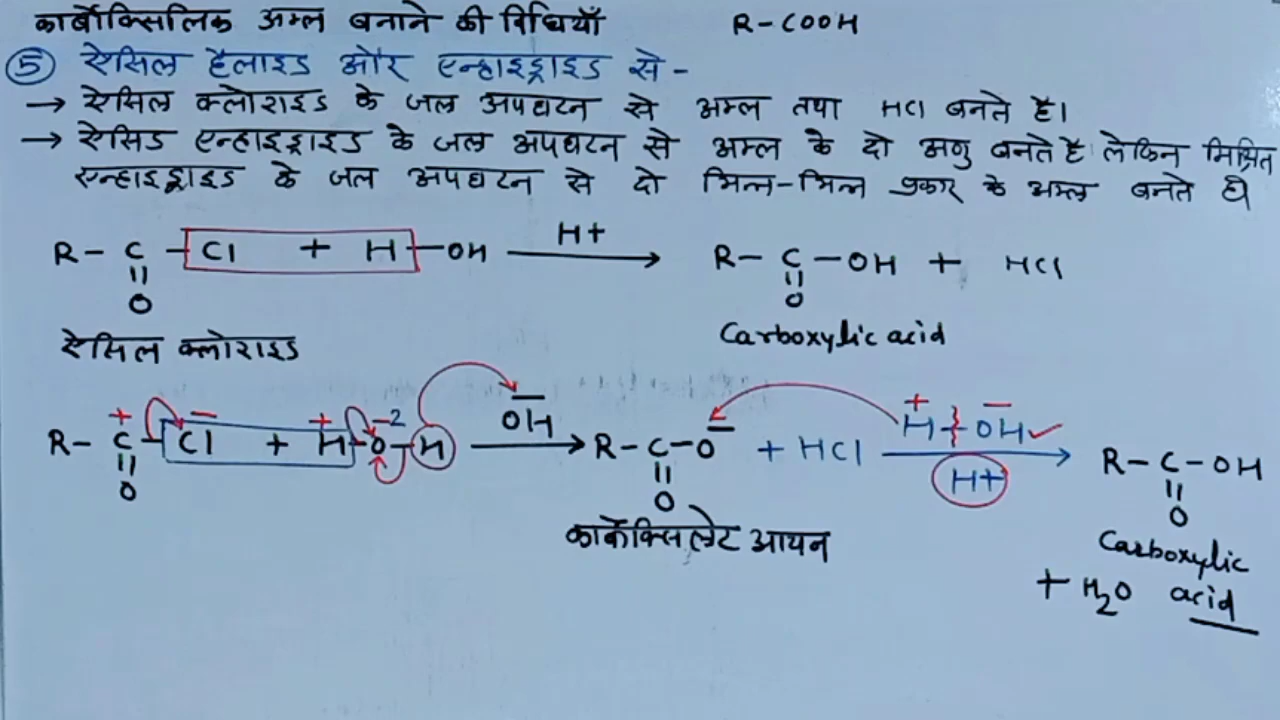 कार्बोक्सिलिक अम्ल बनाने की विधियाँ R-COOH
⑤ ऐसिल हैलाइड और एन्हाइड्राइड से -
→ ऐसिल क्लोराइड के जल अपघटन से अम्ल तथा HCl बनते है।
→ ऐसिड एन्हाइड्राइड के जल अपघटन से अम्ल के दो अणु बनते है लेकिन मिश्रित
एन्हाइड्राइड के जल अपघटन से दो भिन्न-भिन्न प्रकार के अम्ल बनते है
R-C-Cl + H-OH H+ → R-C-OH + HCl
|| ||
O O
ऐसिल क्लोराइड Carboxylic acid
+ - + -2 O̅H̅ + -
R-C-Cl + H-O-H → R-C-O⁻ + HCl H-OH ✓ → R-C-OH
|| || H+ ||
O O O
कार्बोक्सिलेट आयन Carboxylic
+ H₂O acid